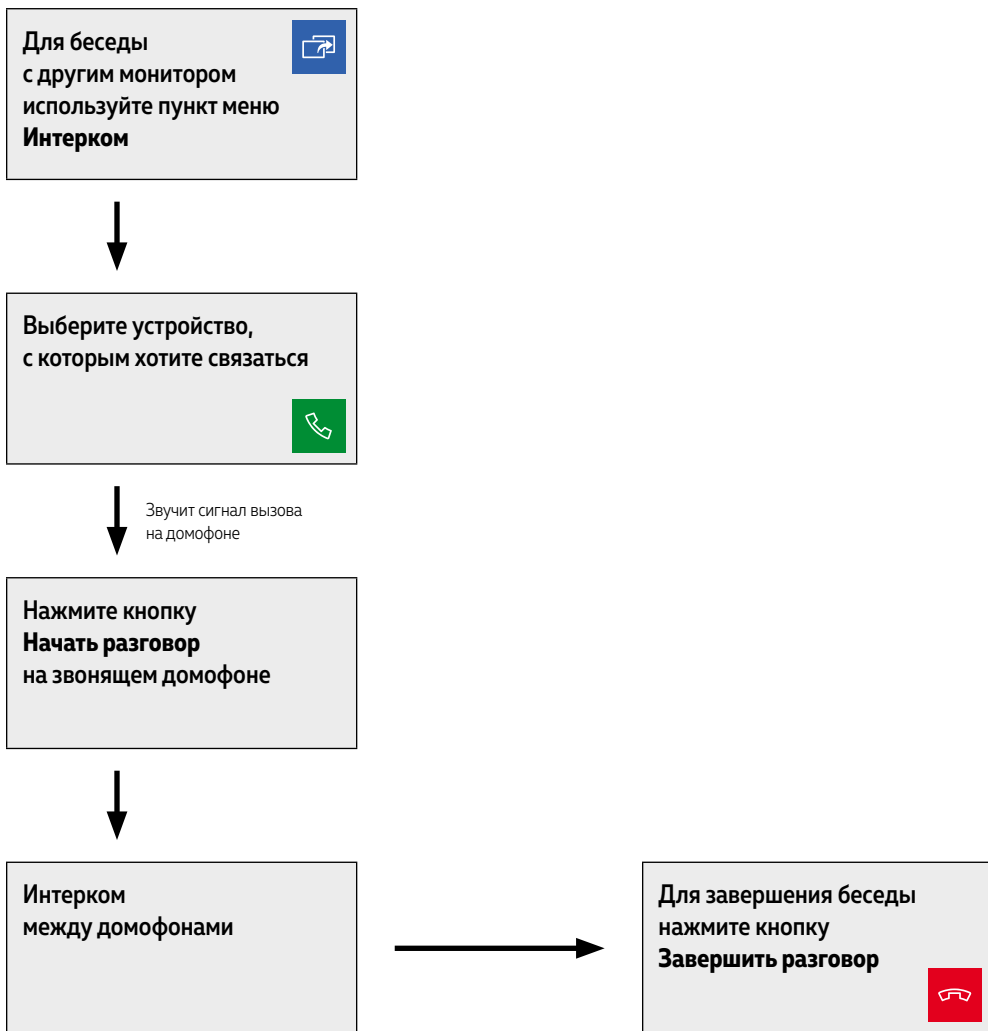 Для беседы
с другим монитором
используйте пункт меню
Интерком
Выберите устройство,
с которым хотите связаться
Звучит сигнал вызова
на домофоне
Нажмите кнопку
Начать разговор
на звонящем домофоне
Интерком
между домофонами
Для завершения беседы
нажмите кнопку
Завершить разговор